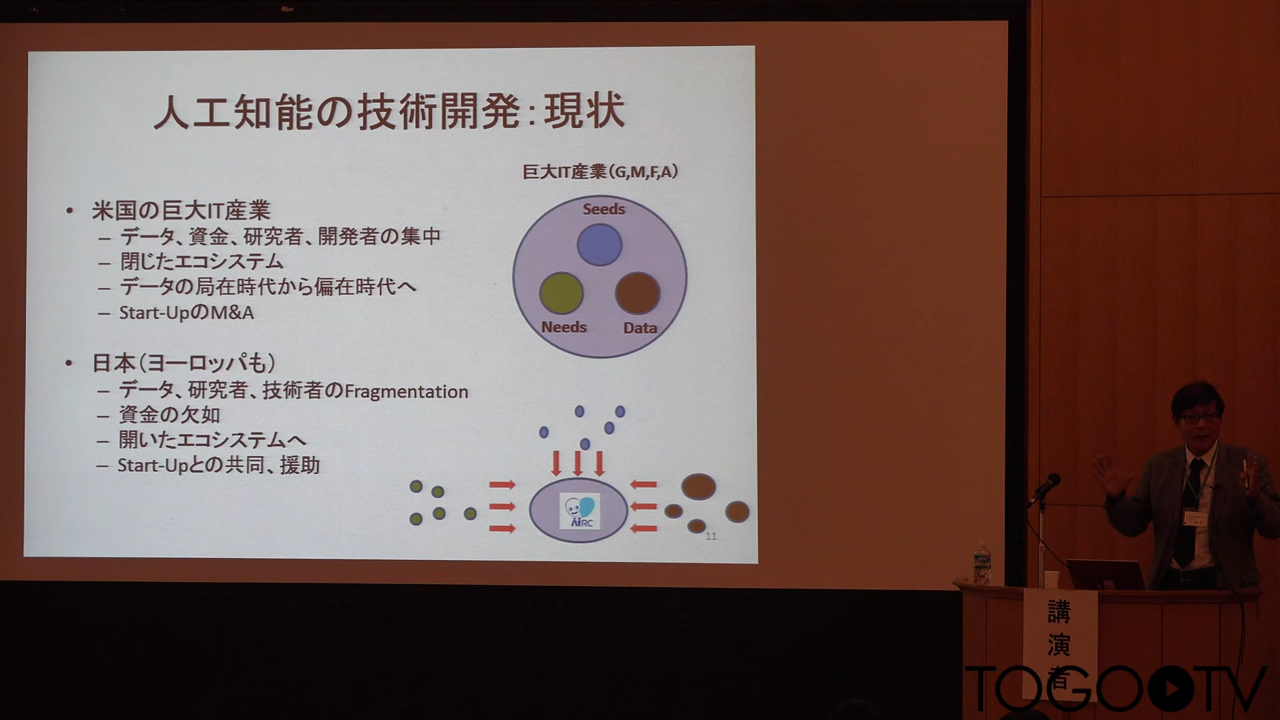 人工知能の技術開発：現状
巨大IT産業（G,M,F,A）
• 米国の巨大IT産業
– データ、資金、研究者、開発者の集中
– 閉じたエコシステム
– データの局在時代から偏在時代へ
– Start-UpのM&A
Seeds
Needs
Data
• 日本（ヨーロッパも）
– データ、研究者、技術者のFragmentation
– 資金の欠如
– 開いたエコシステムへ
– Start-Upとの共同、援助
AIRC
11
講演者
TOGOTV